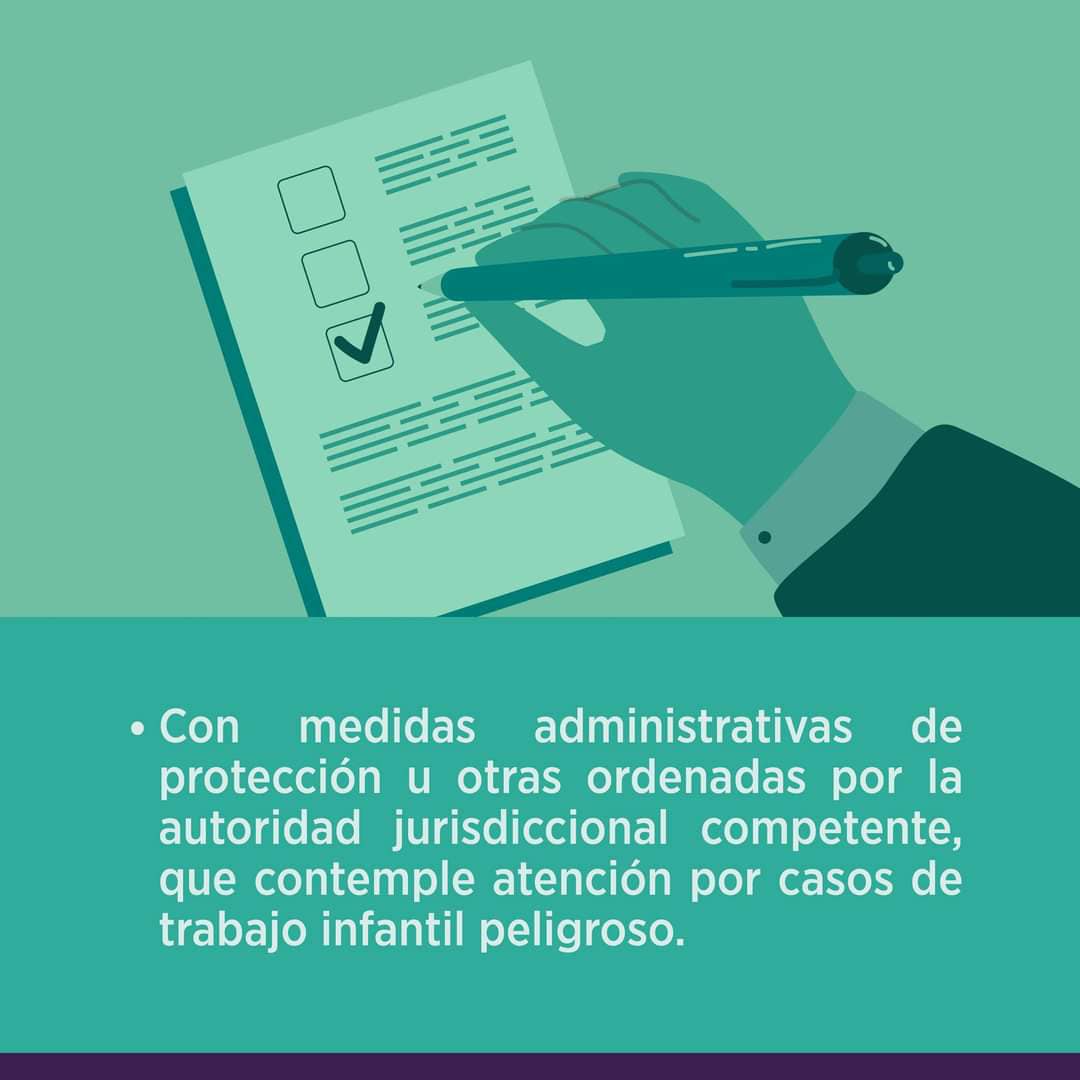 • Con medidas administrativas de
protección u otras ordenadas por la
autoridad jurisdiccional competente,
que contemple atención por casos de
trabajo infantil peligroso.